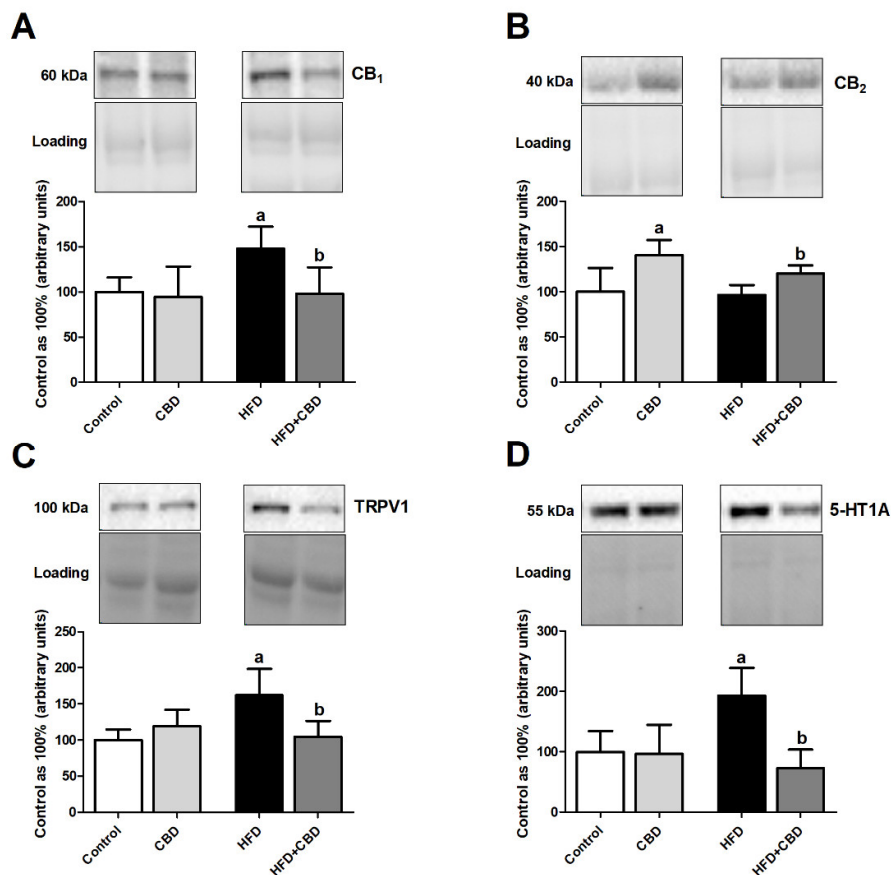 A
60 kDa
CB₁
Loading
Control as 100% (arbitrary units)
200
150
100
50
0
a
b
Control
CBD
HFD
HFD+CBD
B
40 kDa
CB₂
Loading
Control as 100% (arbitrary units)
200
150
100
50
0
a
b
Control
CBD
HFD
HFD+CBD
C
100 kDa
TRPV1
Loading
Control as 100% (arbitrary units)
250
200
150
100
50
0
a
b
Control
CBD
HFD
HFD+CBD
D
55 kDa
5-HT1A
Loading
Control as 100% (arbitrary units)
300
200
100
0
a
b
Control
CBD
HFD
HFD+CBD